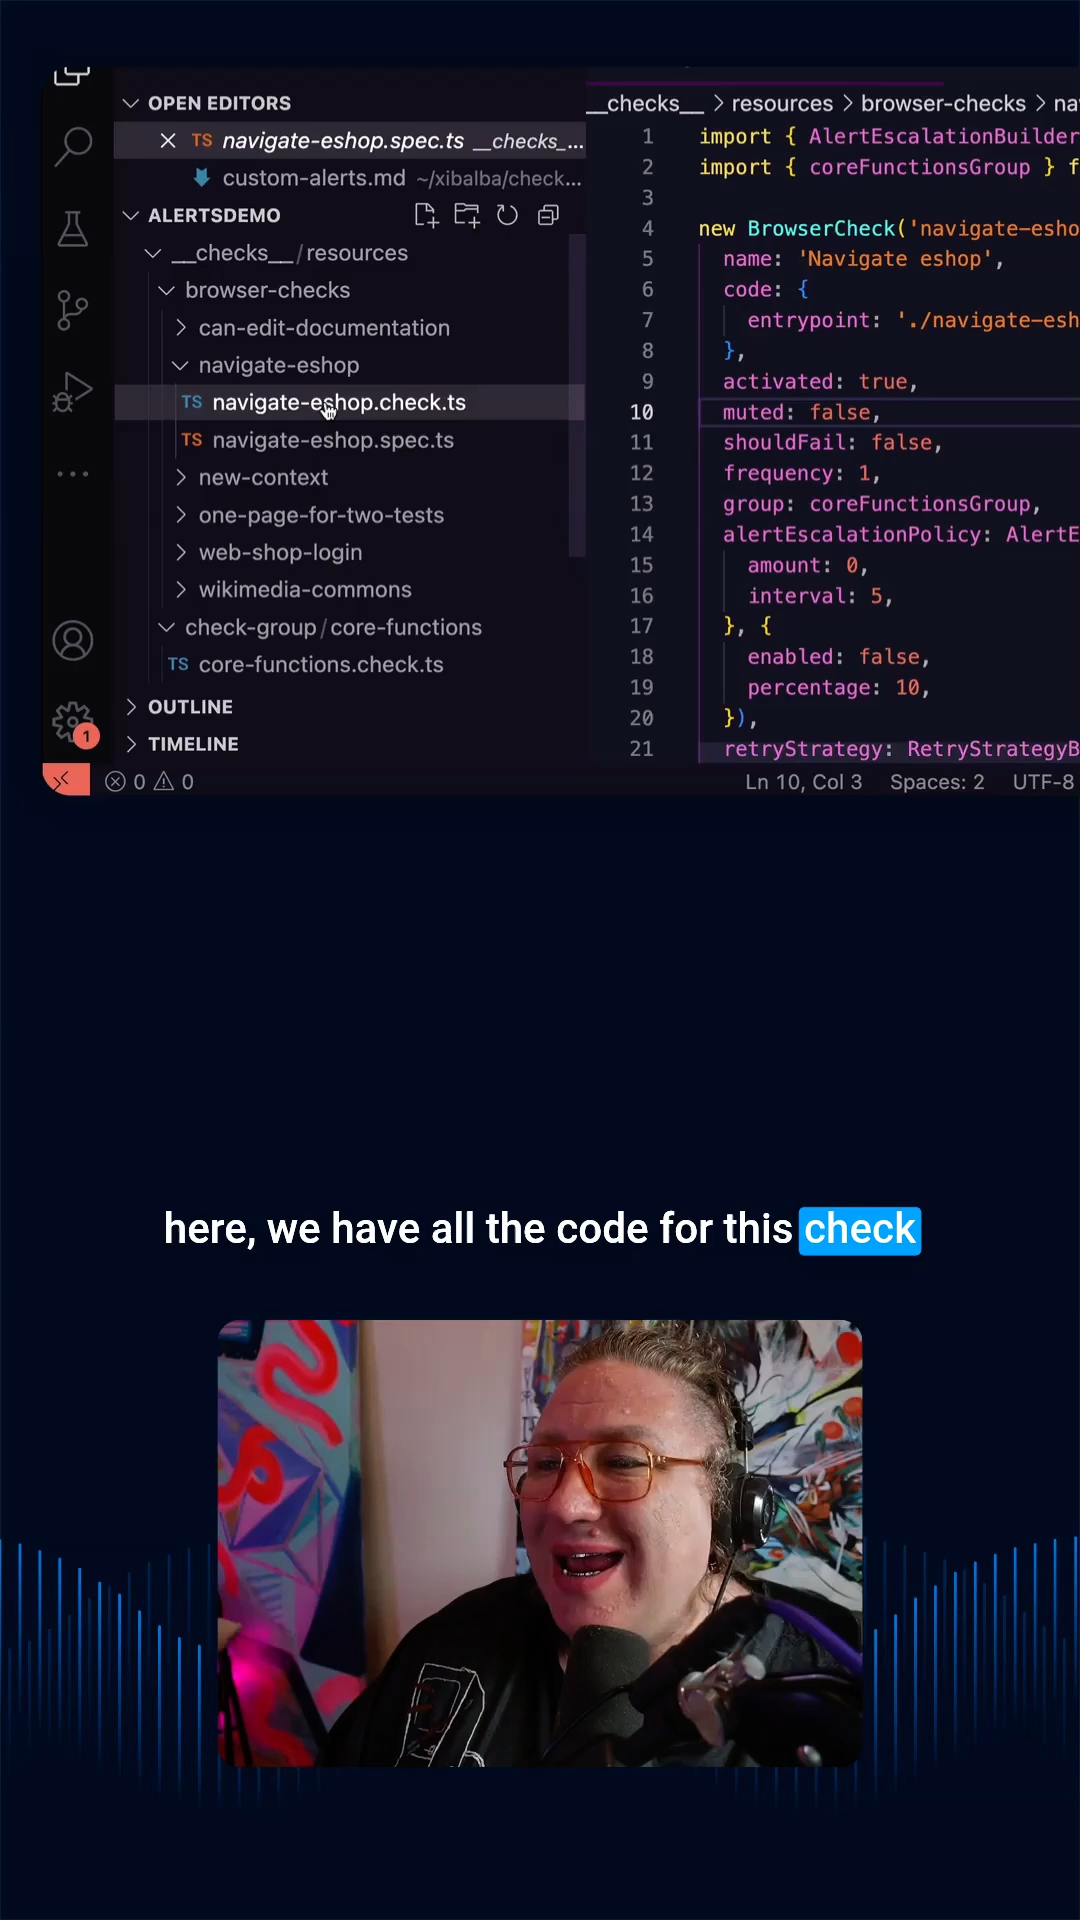 OPEN EDITORS
TS navigate-eshop.spec.ts __checks_...
custom-alerts.md ~/xibalba/check...
ALERTSDEMO
__checks__ / resources
browser-checks
can-edit-documentation
navigate-eshop
TS navigate-eshop.check.ts
TS navigate-eshop.spec.ts
new-context
one-page-for-two-tests
web-shop-login
wikimedia-commons
check-group / core-functions
TS core-functions.check.ts
OUTLINE
TIMELINE
1
__checks__ > resources > browser-checks > na
1 import { AlertEscalationBuilder
2 import { coreFunctionsGroup } f
3
4 new BrowserCheck('navigate-esho
5 name: 'Navigate eshop',
6 code: {
7 entrypoint: './navigate-esh
8 },
9 activated: true,
10 muted: false,
11 shouldFail: false,
12 frequency: 1,
13 group: coreFunctionsGroup,
14 alertEscalationPolicy: AlertE
15 amount: 0,
16 interval: 5,
17 }, {
18 enabled: false,
19 percentage: 10,
20 }),
21 retryStrategy: RetryStrategyB
0 0
Ln 10, Col 3 Spaces: 2 UTF-8
here, we have all the code for this check